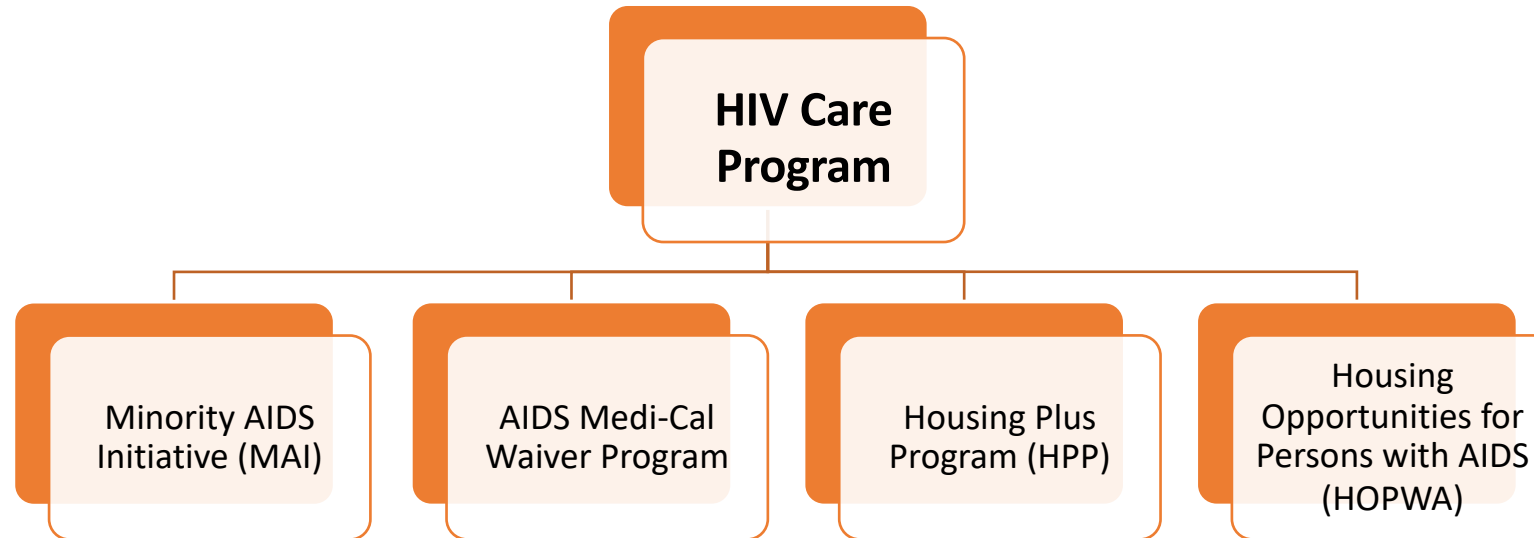 HIV Care
Program
Minority AIDS
Initiative (MAI)
AIDS Medi-Cal
Waiver Program
Housing Plus
Program (HPP)
Housing
Opportunities for
Persons with AIDS
(HOPWA)